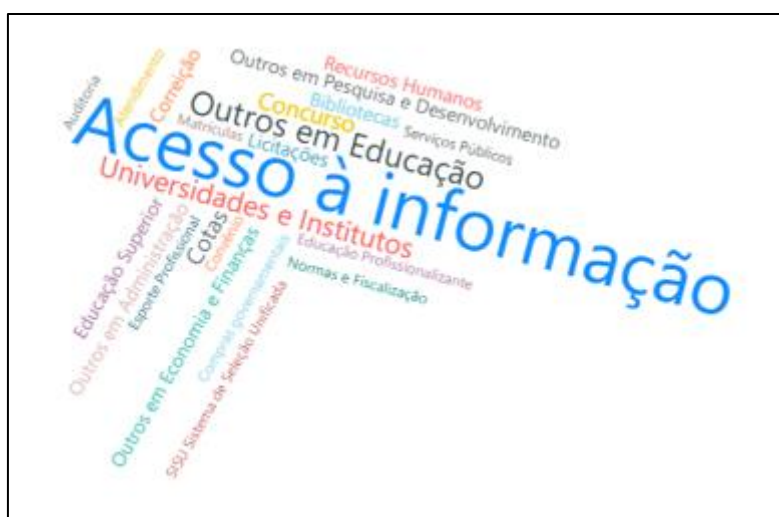 Recursos Humanos
Outros em Pesquisa e Desenvolvimento
Auditoria
Atendimento
Correição
Concurso
Bibliotecas
Serviços Públicos
Outros em Educação
Matrículas
Licitações
Acesso à informação
Universidades e Institutos
Educação Superior
Outros em Administração
Esporte Profissional
Cotas
Convênio
Outros em Economia e Finanças
Compras governamentais
SISU Sistema de Seleção Unificada
Educação Profissionalizante
Normas e Fiscalização